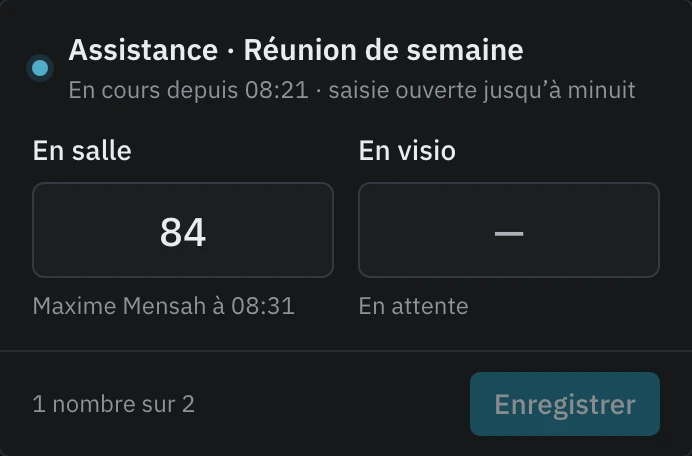 Assistance · Réunion de semaine
En cours depuis 08:21 · saisie ouverte jusqu’à minuit
En salle
En visio
84
—
Maxime Mensah à 08:31
En attente
1 nombre sur 2
Enregistrer